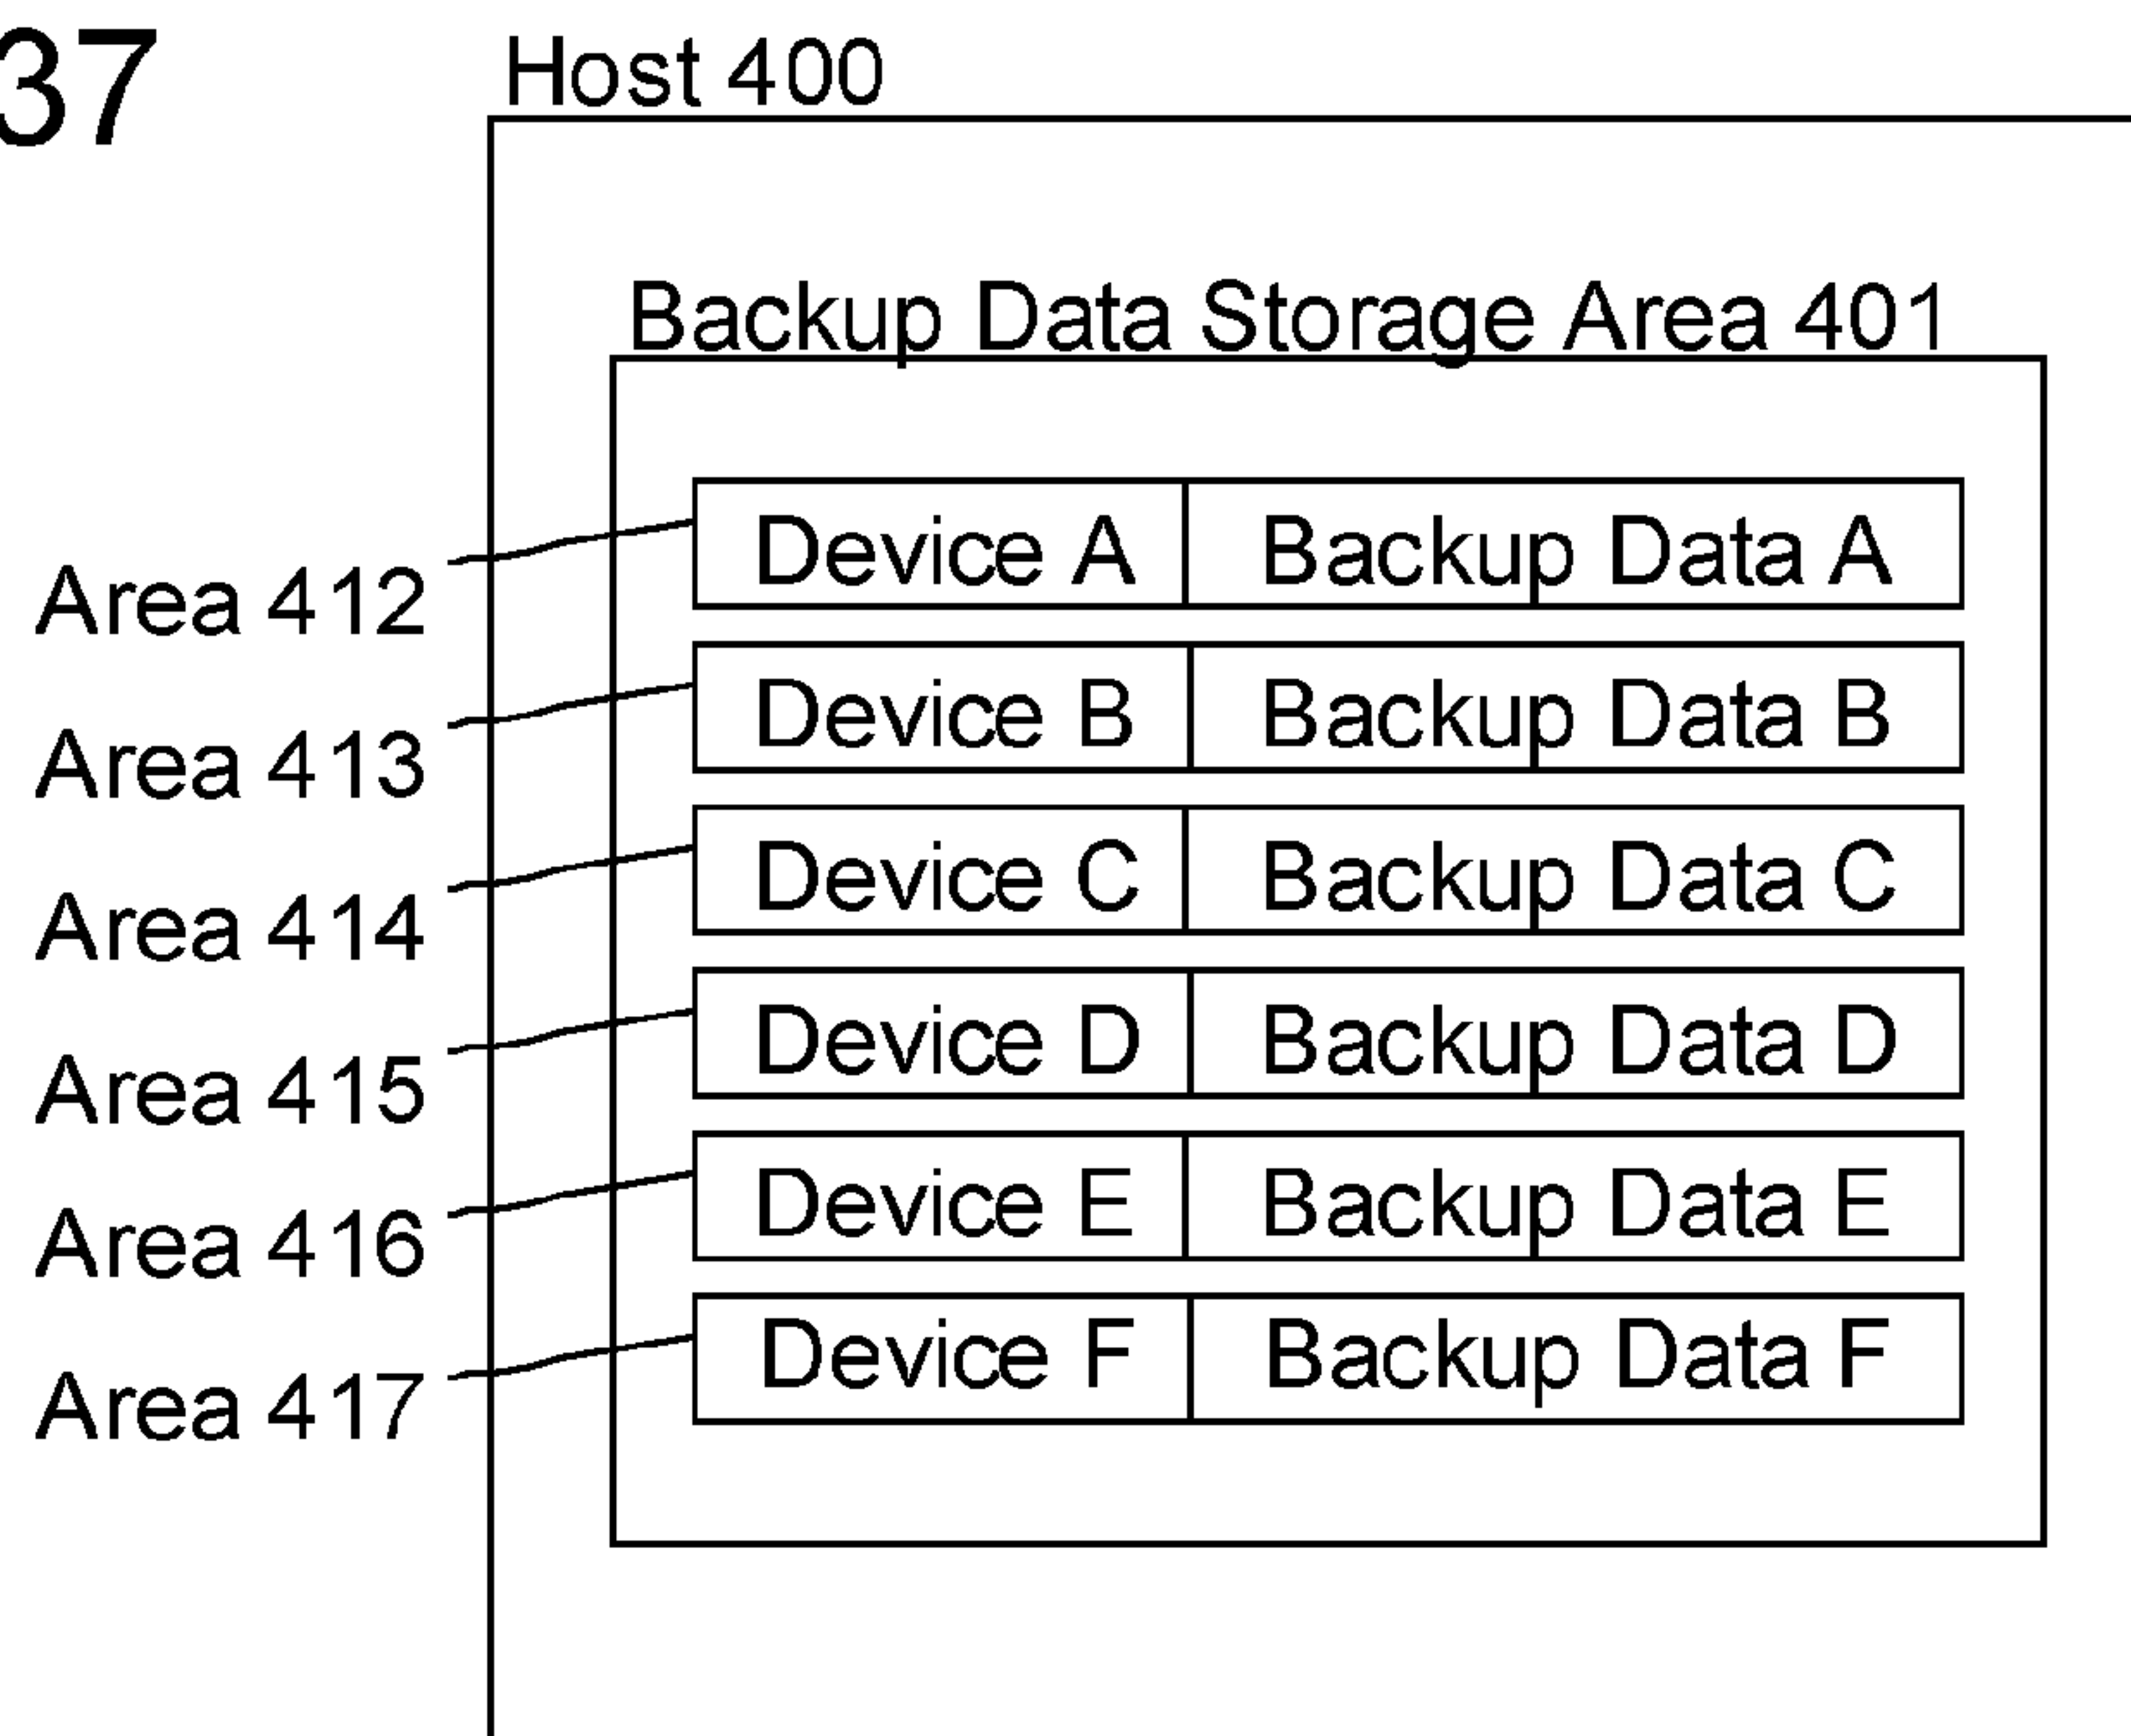 37
Host 400
Backup Data Storage Area 401
Area 412
Device A
Backup Data A
Area 413
Device B
Backup Data B
Area 414
Device C
Backup Data C
Area 415
Device D
Backup Data D
Area 416
Device E
Backup Data E
Area 417
Device F
Backup Data F